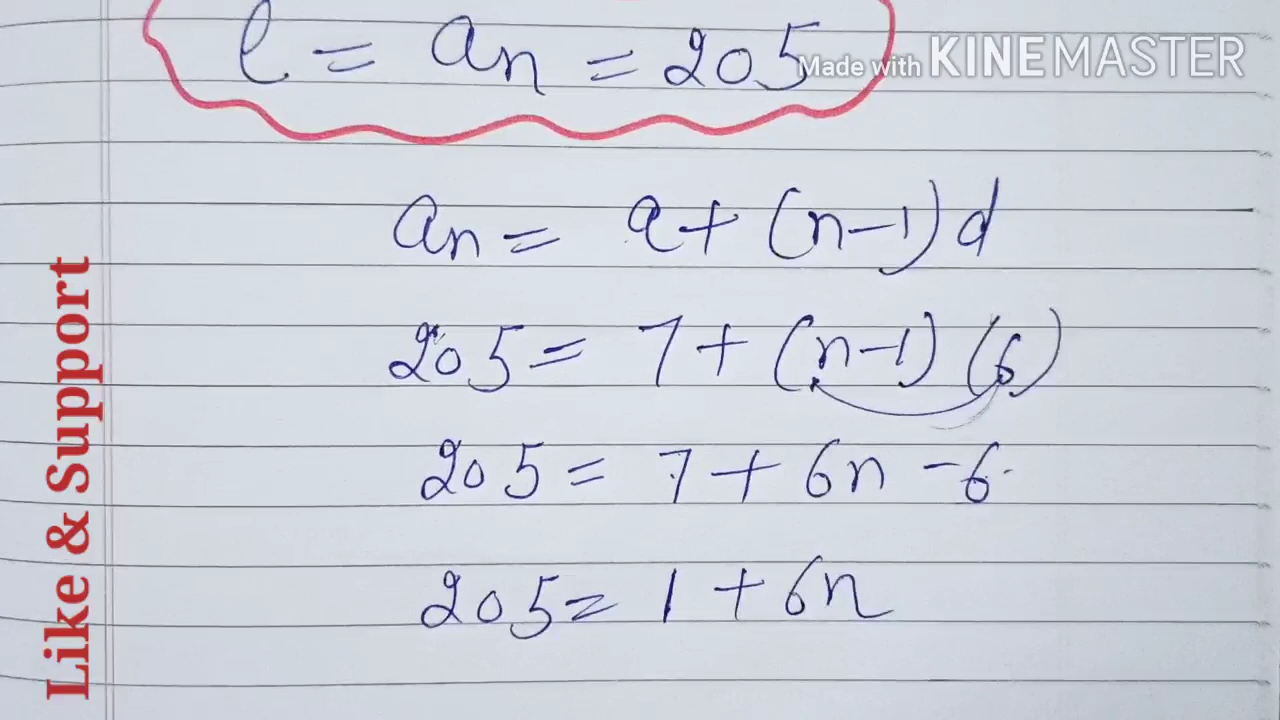 l = an = 205
Made with KINEMASTER
an = a + (n-1)d
205 = 7 + (n-1)(6)
205 = 7 + 6n - 6
205 = 1 + 6n
Like & Support